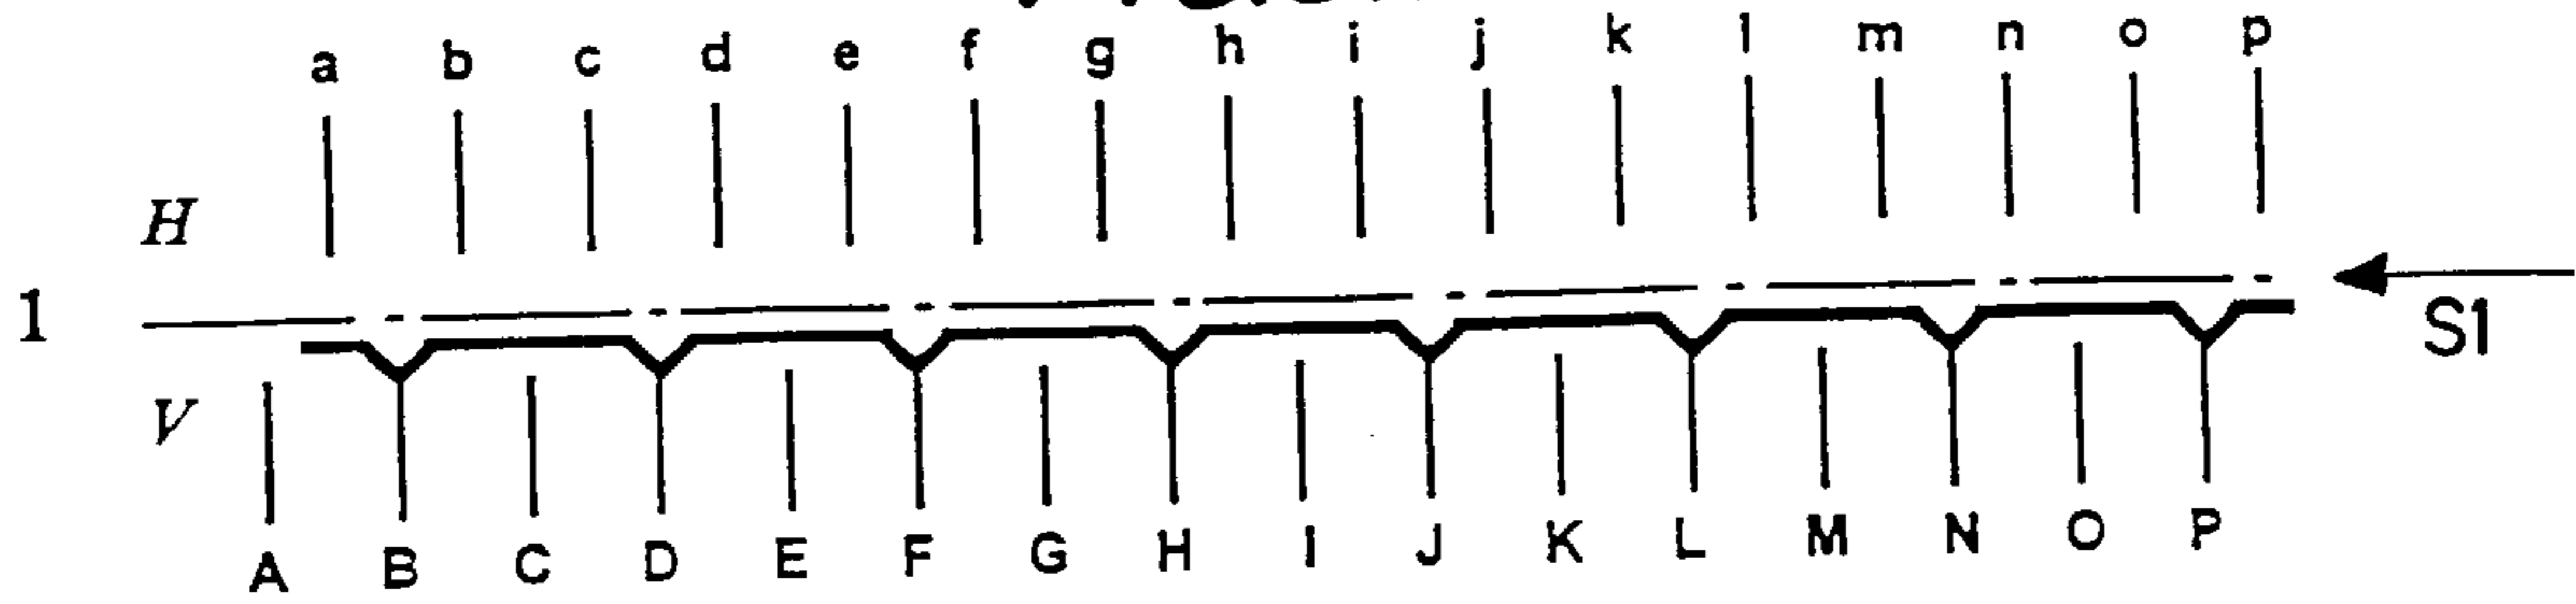 a b c d e f g h i j k l m n o p
H
1
S1
V
A B C D E F G H I J K L M N O P